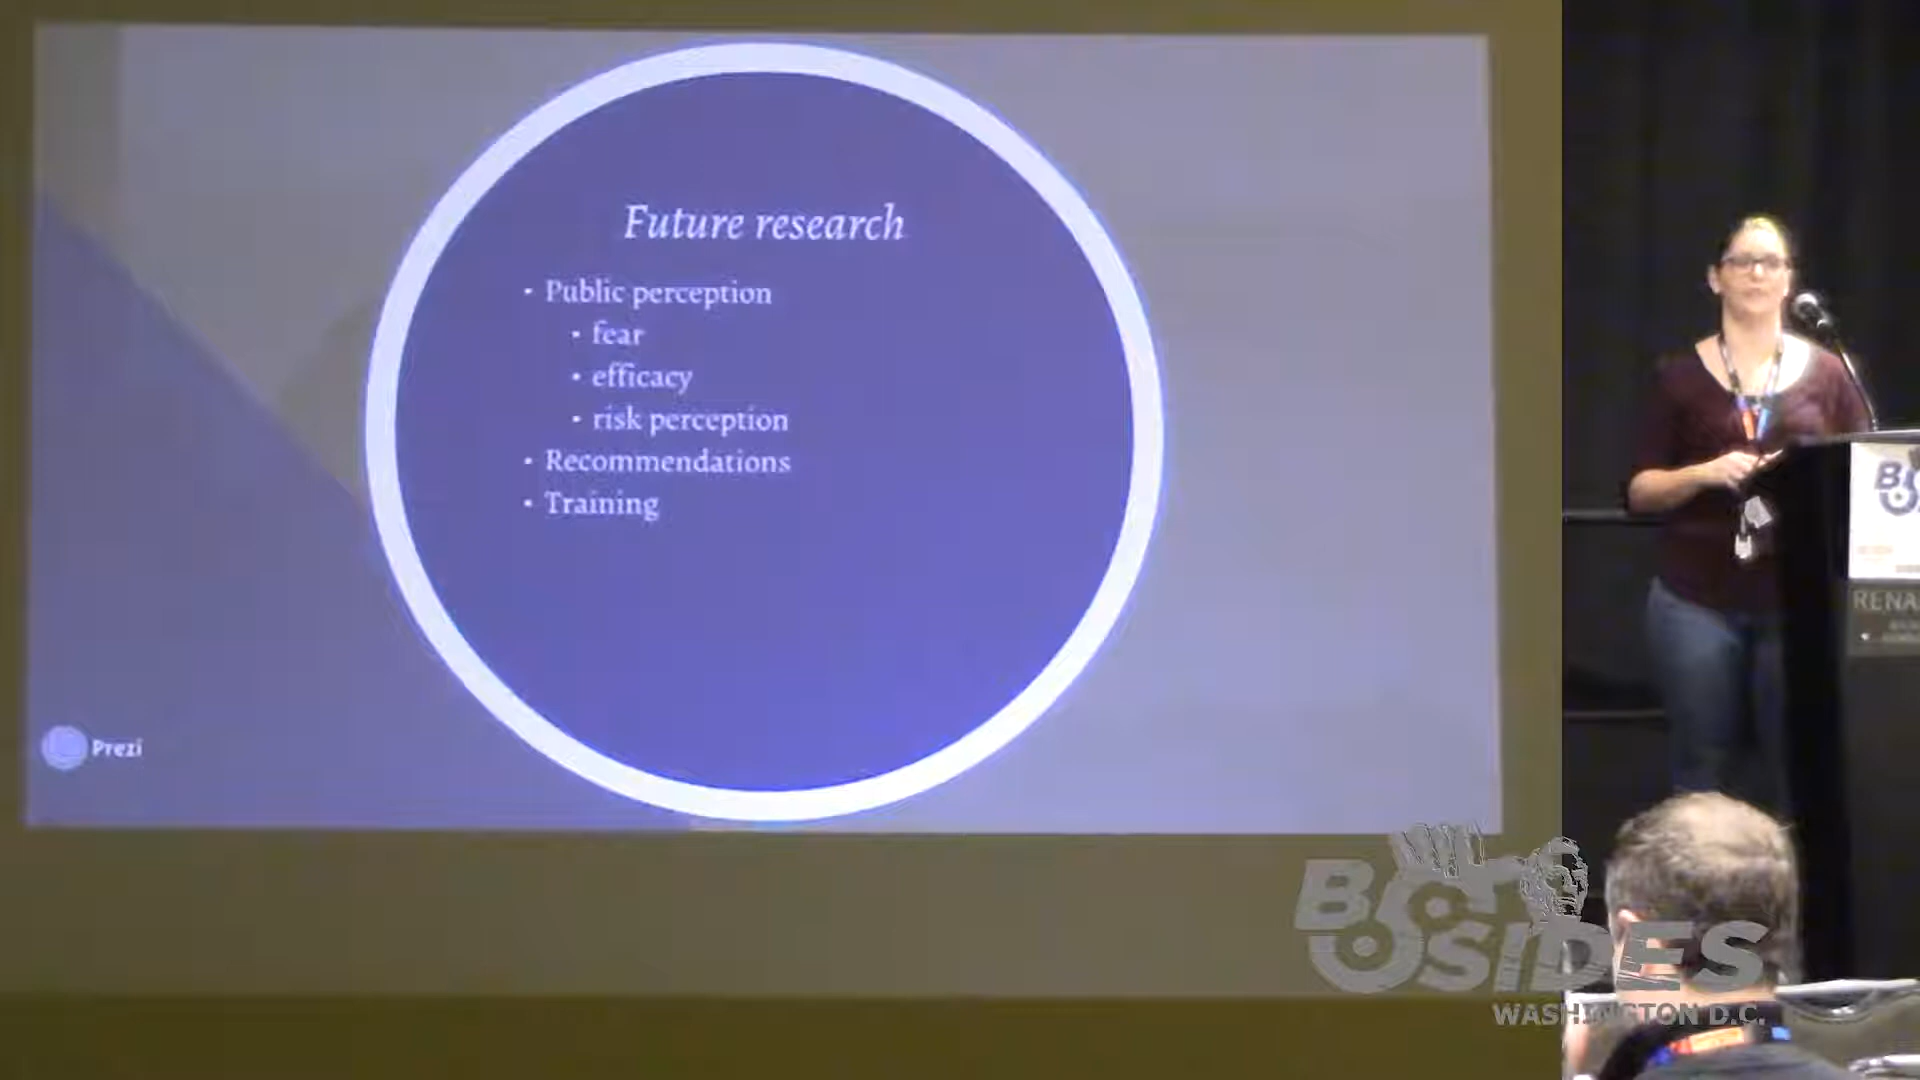 Future research
• Public perception
• fear
• efficacy
• risk perception
• Recommendations
• Training
Prezi
BSIDES
WASHINGTON D.C.
RENA